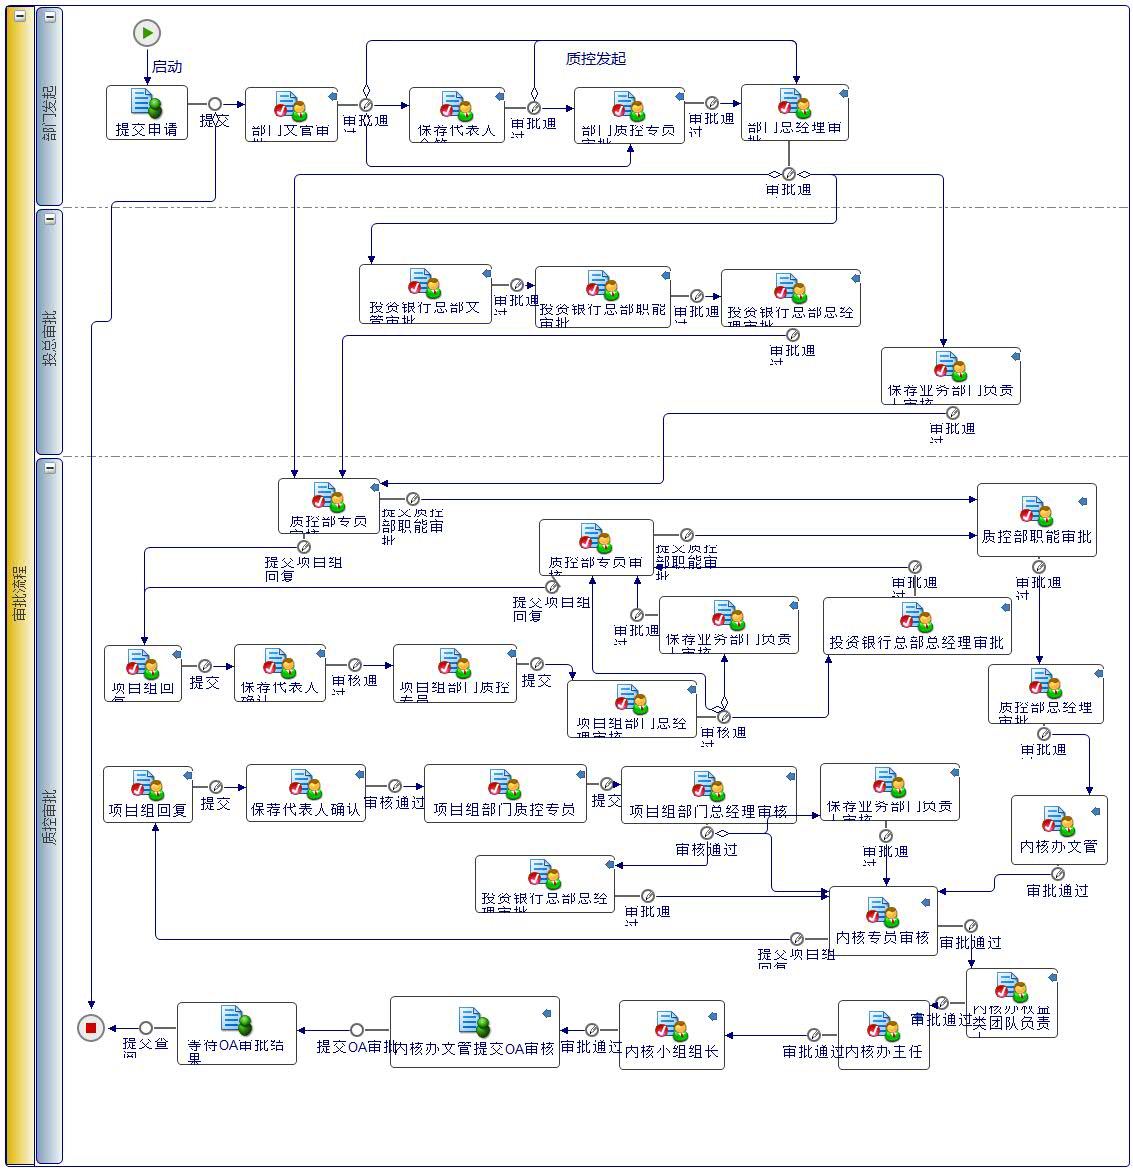 审批流程
部门发起
启动
质控发起
提交申请
提交
部门文官审
审批通
过
保荐代表人
审批通
过
部门质控专员
审批
审批通
过
部门总经理审
批
审批通
投总审批
投资银行总部文
管审批
审批通
过
投资银行总部职能
审批
审批通
过
投资银行总部总经
理审批
审批通
过
保荐业务部门负责
人审核
审批通
过
质控审批
质控部专员
审核
提交质控
部职能审
批
提交项目组
回复
质控部专员审
核
提交质控
部职能审
批
提交项目组
回复
质控部职能审批
审批通
过
审批通
过
审批通
过
保荐业务部门负责
人审核
投资银行总部总经理审批
项目组回
复
提交
保荐代表人
确认
审核通
过
项目组部门质控
专员
提交
项目组部门总经
理审核
审核通
过
质控部总经理
审批
审批通
过
项目组回复
提交
保荐代表人确认
审核通过
项目组部门质控专员
提交
项目组部门总经理审核
审核通过
保荐业务部门负责
人审核
审批通
过
内核办文管
审批通过
投资银行总部总经
理审批
审批通
过
内核专员审核
审批通过
提交项目组
回复
内核办权益
类团队负责
人
审批通过
内核办主任
审批通过
内核小组组长
审批通过
内核办文管提交OA审核
提交OA审批
等待OA审批结
果
提交查
阅